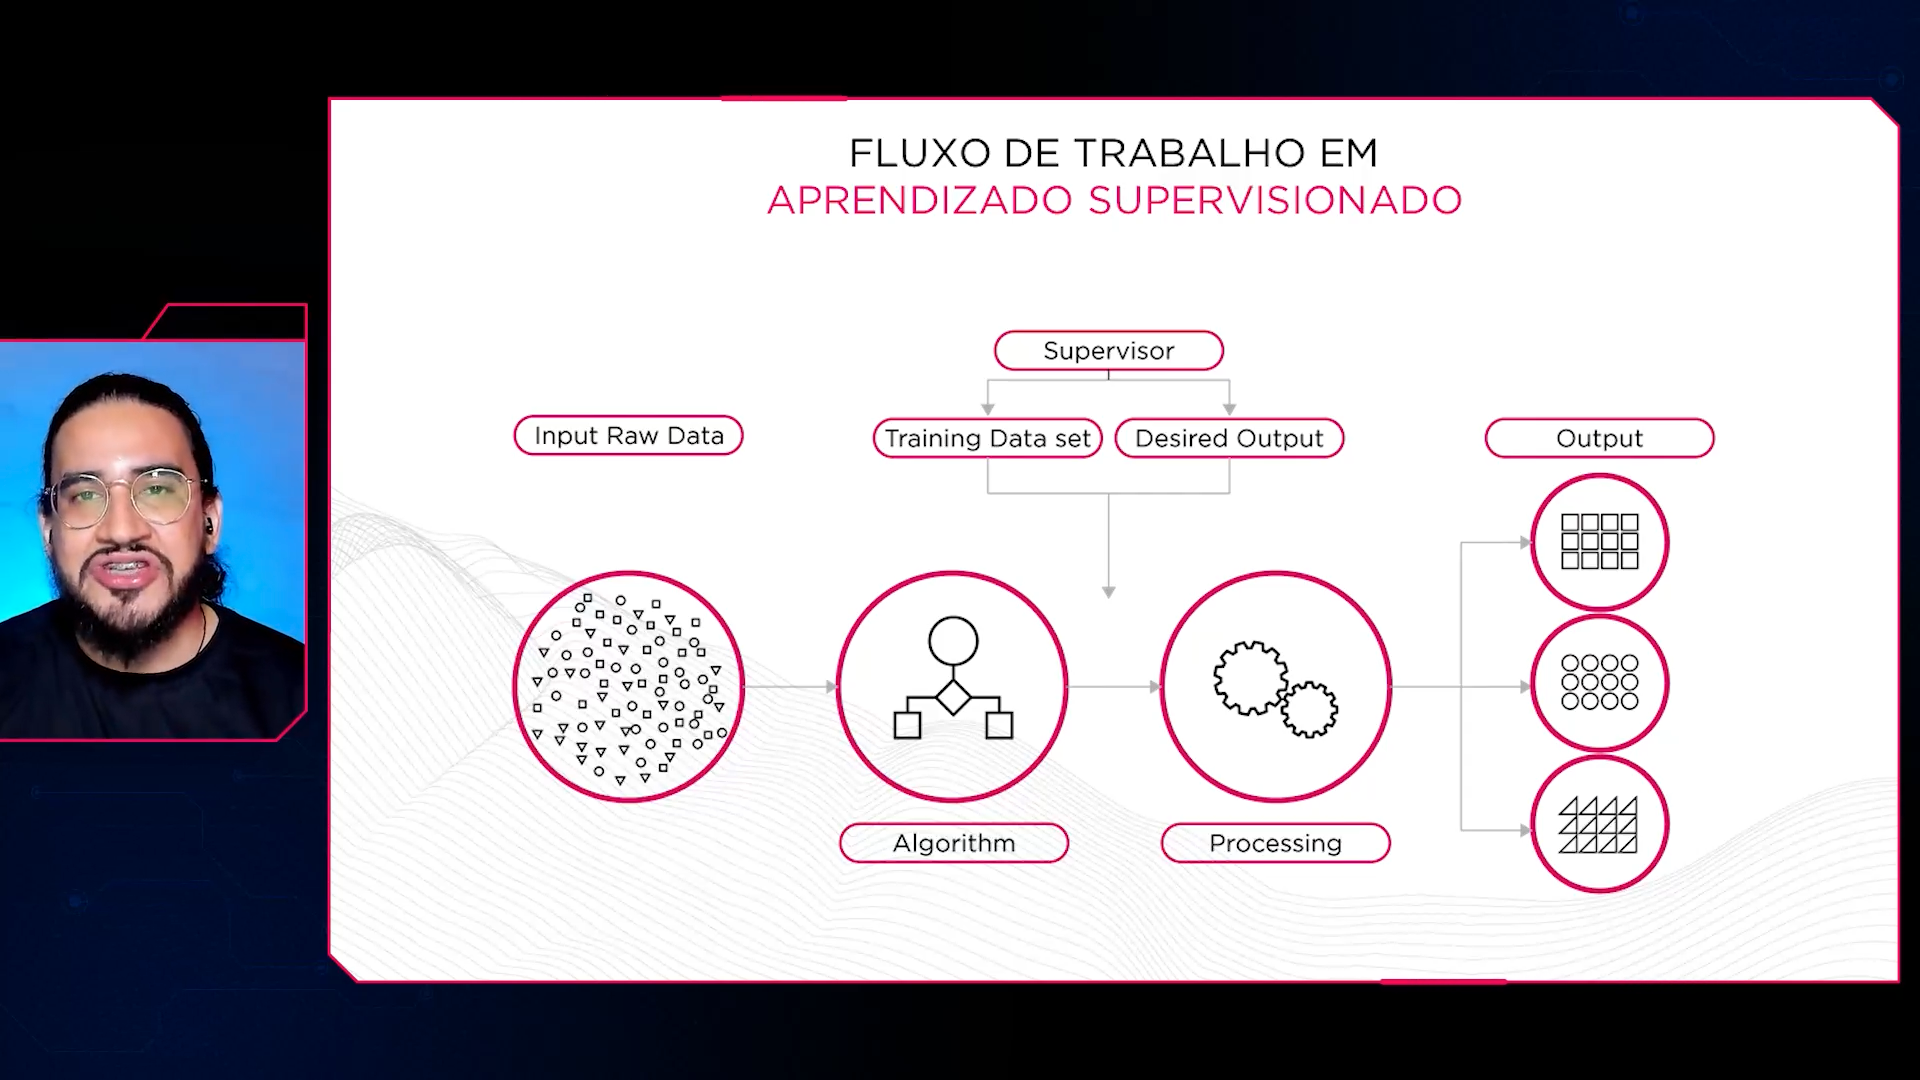 FLUXO DE TRABALHO EM
APRENDIZADO SUPERVISIONADO
Supervisor
Input Raw Data
Training Data set
Desired Output
Output
Algorithm
Processing